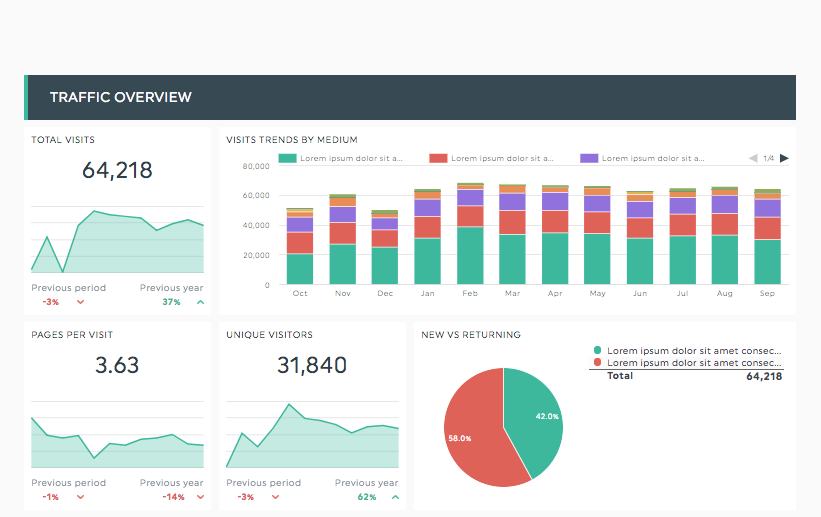 TRAFFIC OVERVIEW
TOTAL VISITS
64,218
Previous period
Previous year
-3%
37%
VISITS TRENDS BY MEDIUM
Lorem ipsum dolor sit a...
Lorem ipsum dolor sit a...
Lorem ipsum dolor sit a...
1/4
80,000
60,000
40,000
20,000
0
Oct Nov Dec Jan Feb Mar Apr May Jun Jul Aug Sep
PAGES PER VISIT
3.63
Previous period
Previous year
-1%
-14%
UNIQUE VISITORS
31,840
Previous period
Previous year
-3%
62%
NEW VS RETURNING
Lorem ipsum dolor sit amet consec...
Lorem ipsum dolor sit amet consec...
Total 64,218
42.0%
58.0%